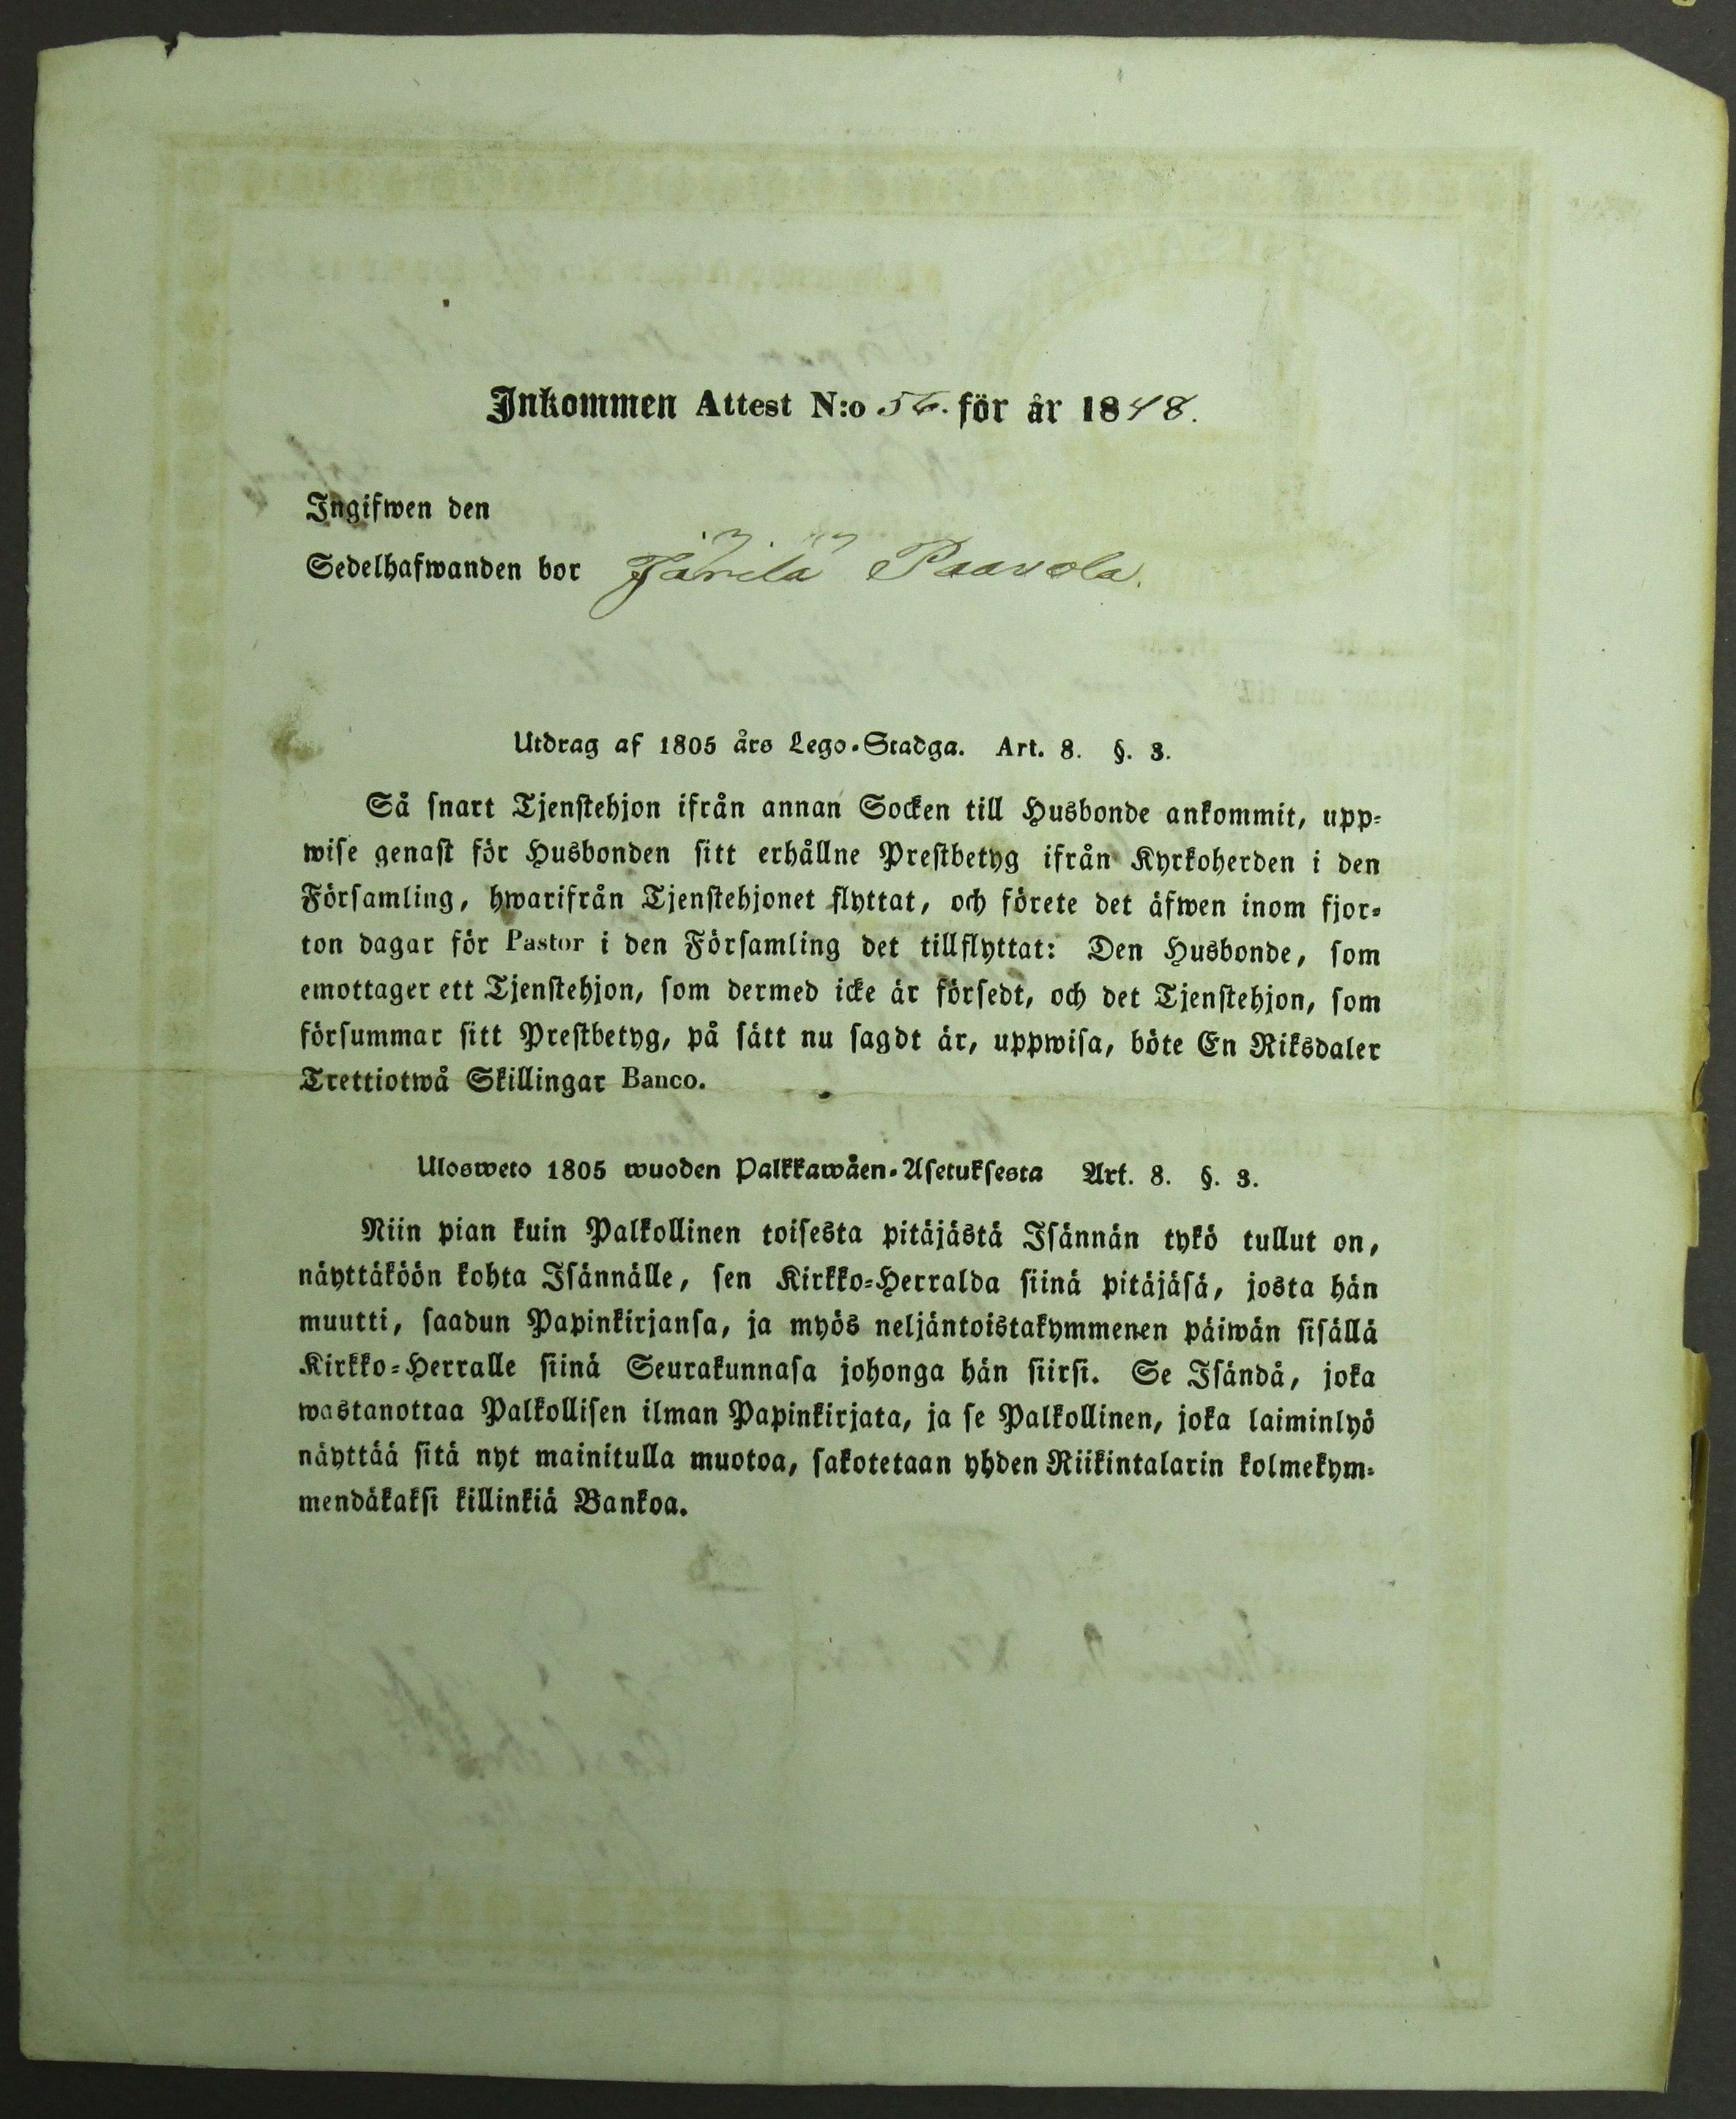 Inkommen Attest N:o 56. för år 1848.
Ingifwen den
Sedelhafwanden bor Järilä Paavola.
Utdrag af 1805 års Lego-Stadga. Art. 8. §. 3.
Så snart Tjenstehjon ifrån annan Socken till Husbonde ankommit, upp-
wise genast för Husbonden sitt erhållne Prestbetyg ifrån Kyrkoherden i den
Församling, hwarifrån Tjenstehjonet flyttat, och förete det äfwen inom fjor-
ton dagar för Pastor i den Församling det tillflyttat: Den Husbonde, som
emottager ett Tjenstehjon, som dermed icke är försedt, och det Tjenstehjon, som
försummar sitt Prestbetyg, på sätt nu sagdt är, uppwisa, böte En Riksdaler
Trettiotwå Skillingar Banco.
Ulosweto 1805 wuoden Palkkawåen-Asetuksesta Art. 8. §. 3.
Niin pian kuin Palkollinen toisesta pitäjästä Isännän tykö tullut on,
näyttäköön kohta Isännälle, sen Kirkko-Herralda siinä pitäjäsä, josta hän
muutti, saadun Papinkirjansa, ja myös neljäntoistakymmenen päiwän sisällä
Kirkko-Herralle siinä Seurakunnasa johonga hän siirsi. Se Isändä, joka
wastanottaa Palkollisen ilman Papinkirjata, ja se Palkollinen, joka laiminlyö
näyttää sitä nyt mainitulla muotoa, sakotetaan yhden Riikintalarin kolmekym-
mendäkaksi killinkiä Bankoa.